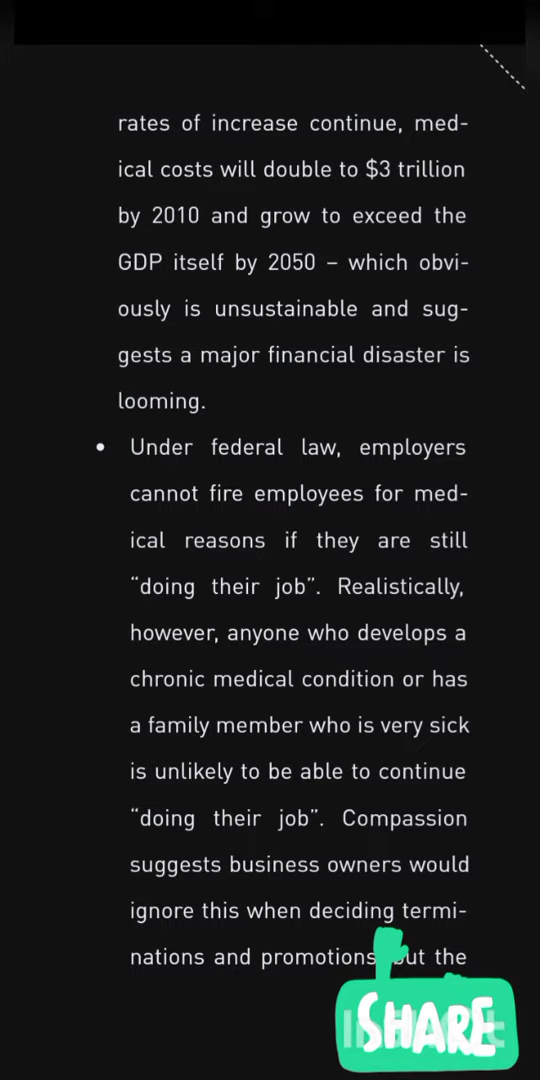 rates of increase continue, med-
ical costs will double to $3 trillion
by 2010 and grow to exceed the
GDP itself by 2050 – which obvi-
ously is unsustainable and sug-
gests a major financial disaster is
looming.
• Under federal law, employers
cannot fire employees for med-
ical reasons if they are still
“doing their job”. Realistically,
however, anyone who develops a
chronic medical condition or has
a family member who is very sick
is unlikely to be able to continue
“doing their job”. Compassion
suggests business owners would
ignore this when deciding termi-
nations and promotions but the
SHARE